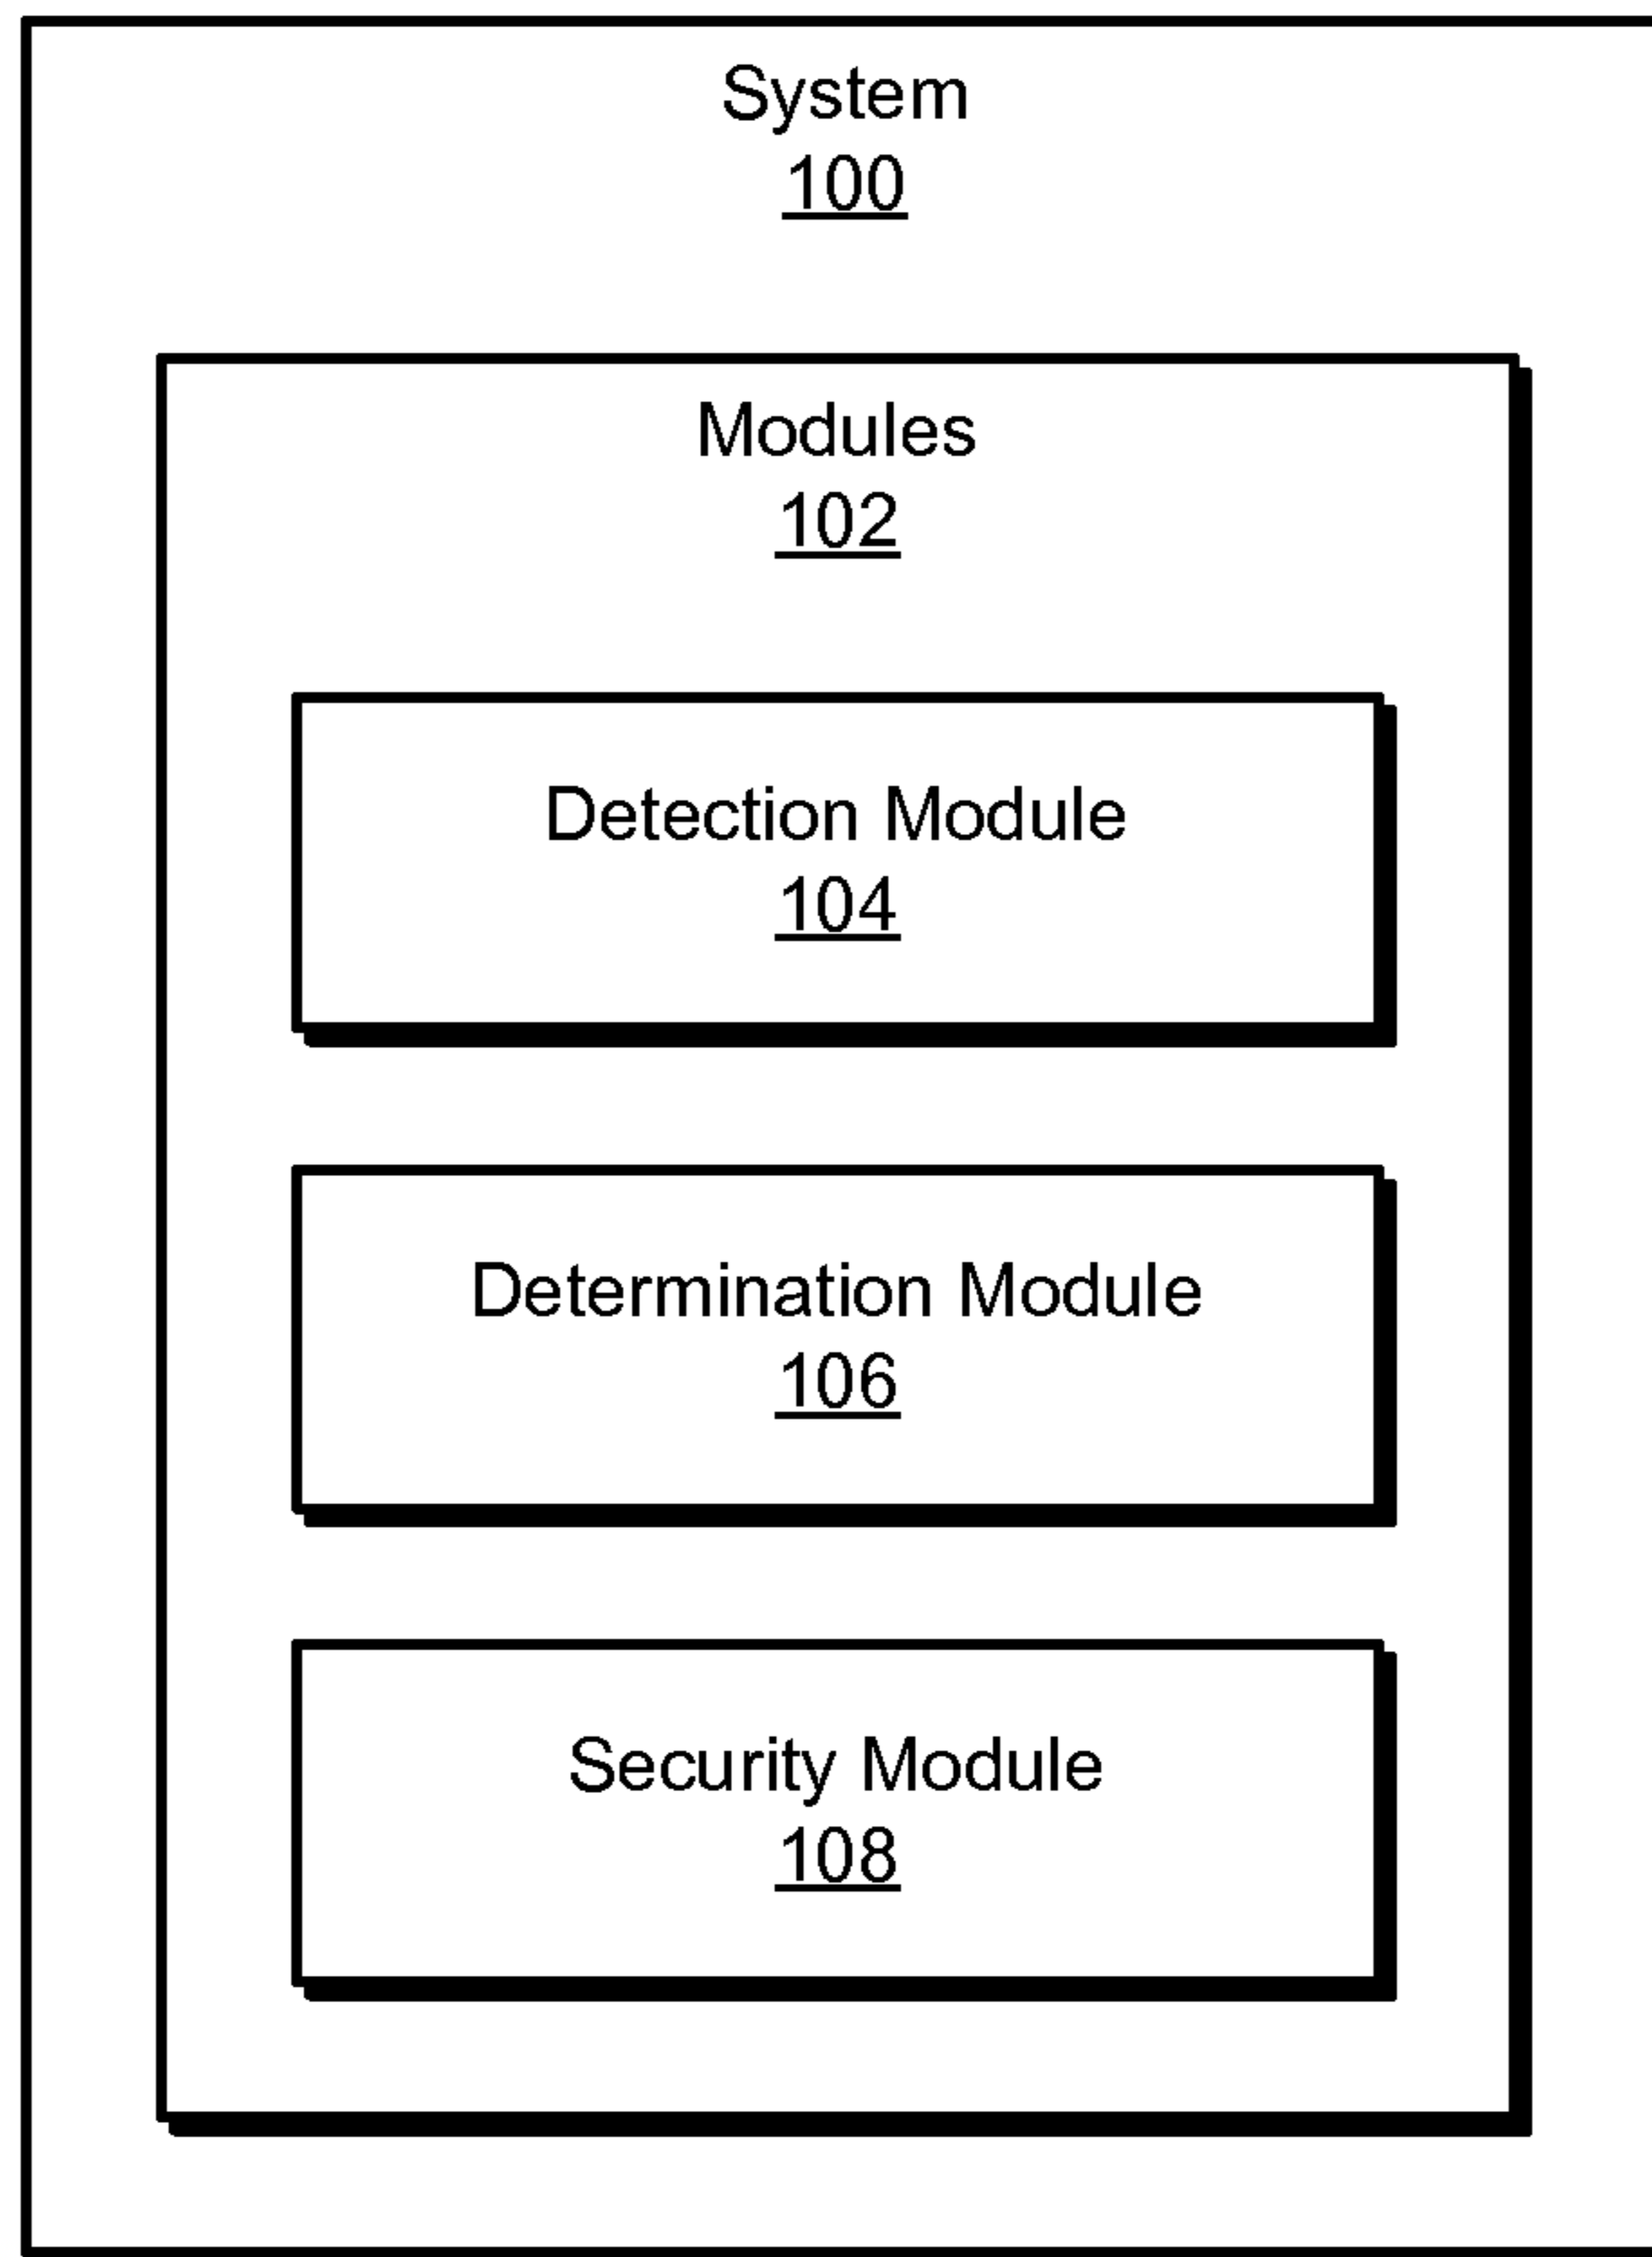 System
100
Modules
102
Detection Module
104
Determination Module
106
Security Module
108